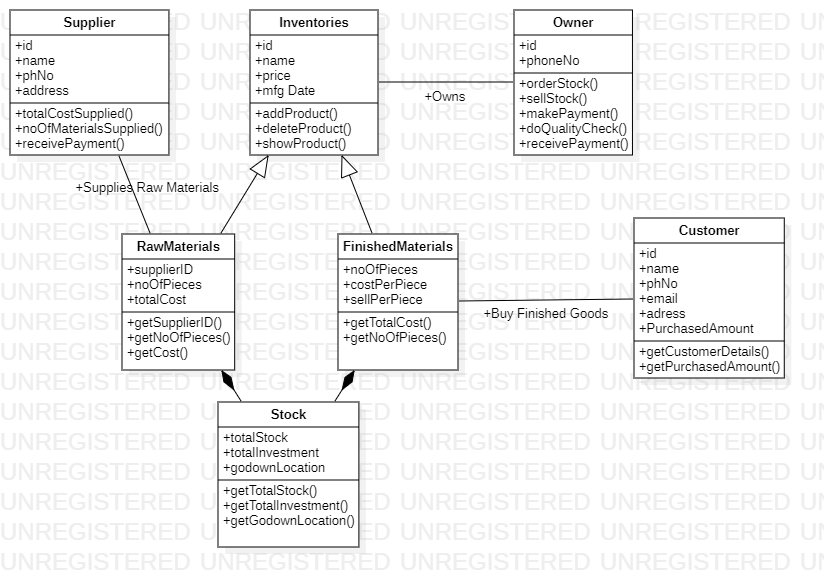 Supplier
+id
+name
+phNo
+address
+totalCostSupplied()
+noOfMaterialsSupplied()
+receivePayment()
Inventories
+id
+name
+price
+mfg Date
+addProduct()
+deleteProduct()
+showProduct()
Owner
+id
+phoneNo
+orderStock()
+sellStock()
+makePayment()
+doQualityCheck()
+receivePayment()
+Owns
+Supplies Raw Materials
RawMaterials
+supplierID
+noOfPieces
+totalCost
+getSupplierID()
+getNoOfPieces()
+getCost()
FinishedMaterials
+noOfPieces
+costPerPiece
+sellPerPiece
+getTotalCost()
+getNoOfPieces()
+Buy Finished Goods
Customer
+id
+name
+phNo
+email
+adress
+PurchasedAmount
+getCustomerDetails()
+getPurchasedAmount()
Stock
+totalStock
+totalInvestment
+godownLocation
+getTotalStock()
+getTotalInvestment()
+getGodownLocation()
UNREGISTERED